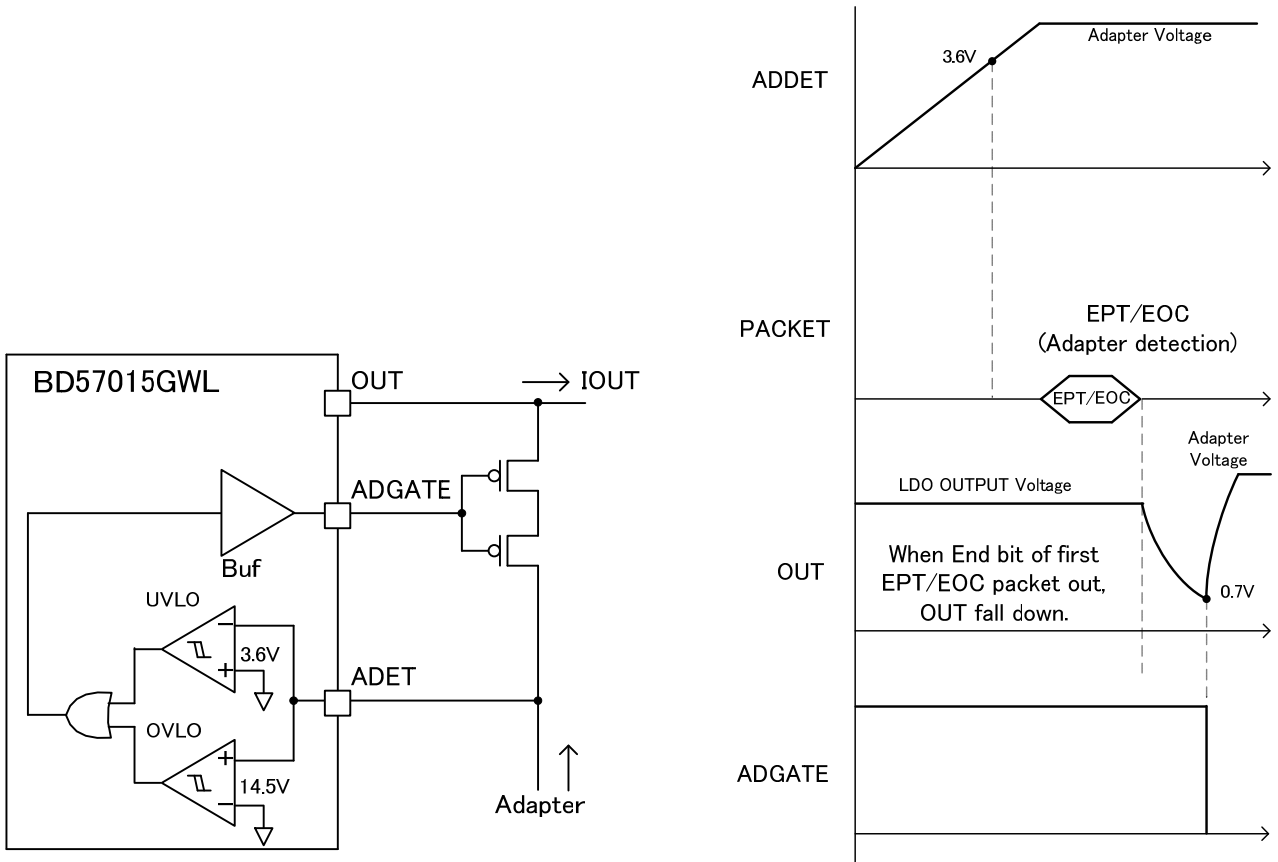 BD57015GWL
OUT
IOUT
ADGATE
Buf
UVLO
3.6V
ADET
OVLO
14.5V
Adapter
ADDET
3.6V
Adapter Voltage
PACKET
EPT/EOC
(Adapter detection)
EPT/EOC
OUT
LDO OUTPUT Voltage
Adapter
Voltage
When End bit of first
EPT/EOC packet out,
OUT fall down.
0.7V
ADGATE